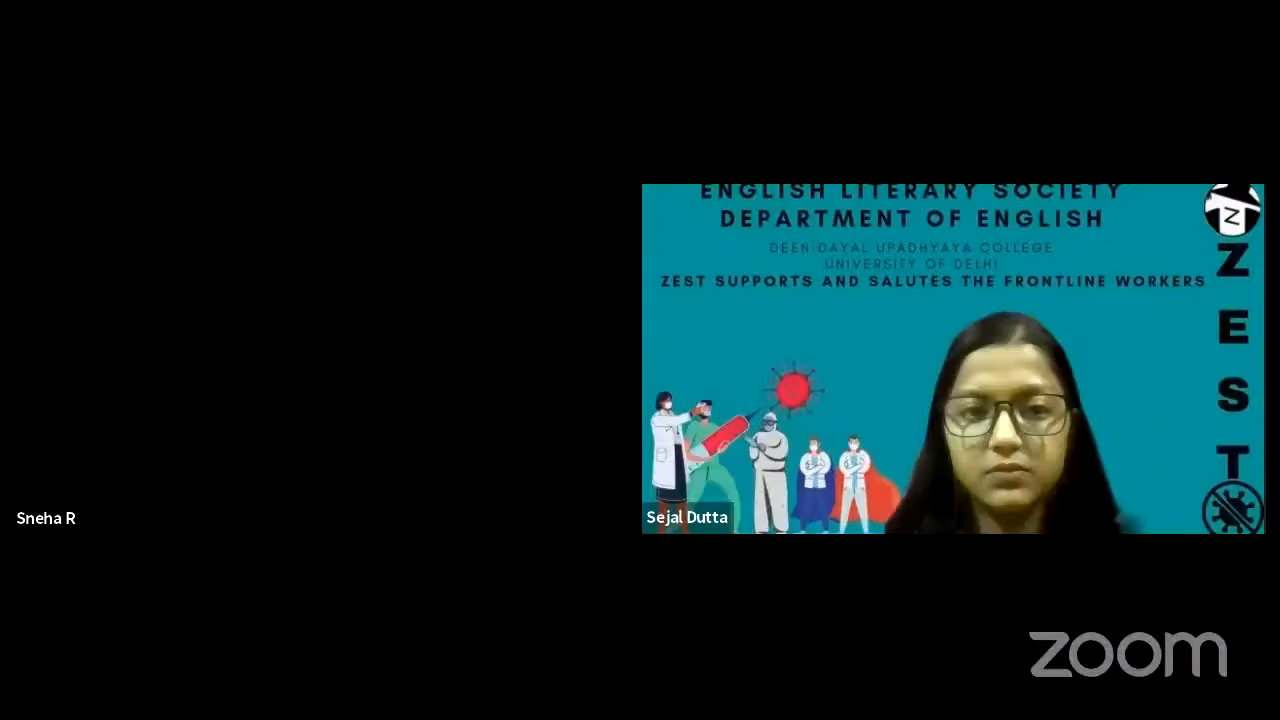 ENGLISH LITERARY SOCIETY
DEPARTMENT OF ENGLISH
DEEN DAYAL UPADHYAYA COLLEGE
UNIVERSITY OF DELHI
ZEST SUPPORTS AND SALUTES THE FRONTLINE WORKERS
Z
Z
E
S
T
Sneha R
Sejal Dutta
zoom